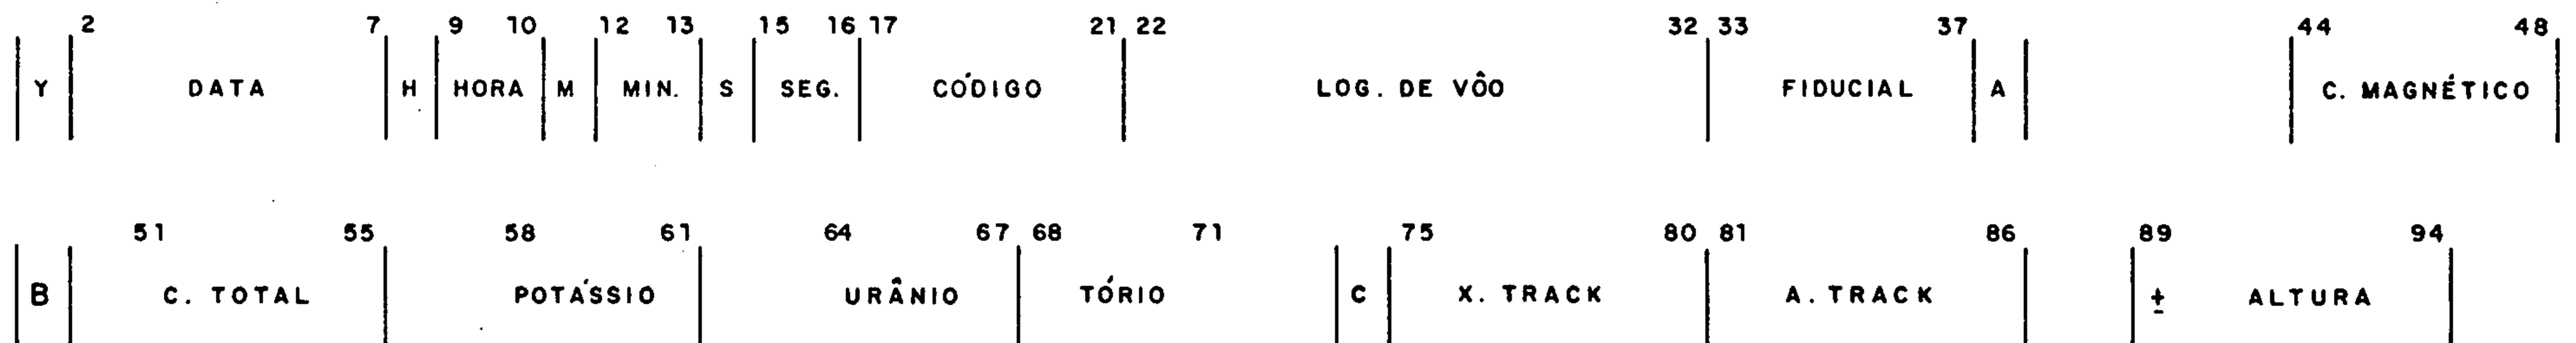 2 7 9 10 12 13 15 16 17 21 22 32 33 37 44 48
Y DATA H HORA M MIN. S SEG. CÓDIGO LOG. DE VÔO FIDUCIAL A C. MAGNÉTICO
51 55 58 61 64 67 68 71 75 80 81 86 89 94
B C. TOTAL POTÁSSIO URÂNIO TÓRIO C X. TRACK A. TRACK ± ALTURA